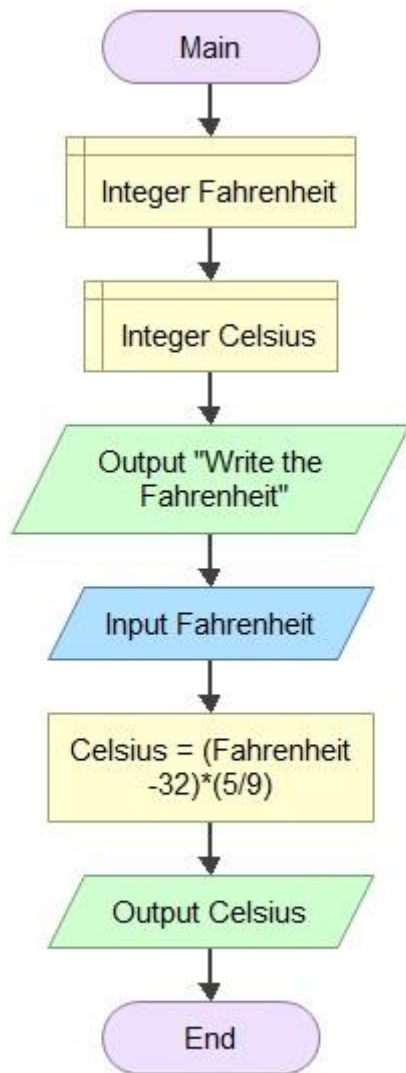 Main
Integer Fahrenheit
Integer Celsius
Output "Write the
Fahrenheit"
Input Fahrenheit
Celsius = (Fahrenheit
-32)*(5/9)
Output Celsius
End